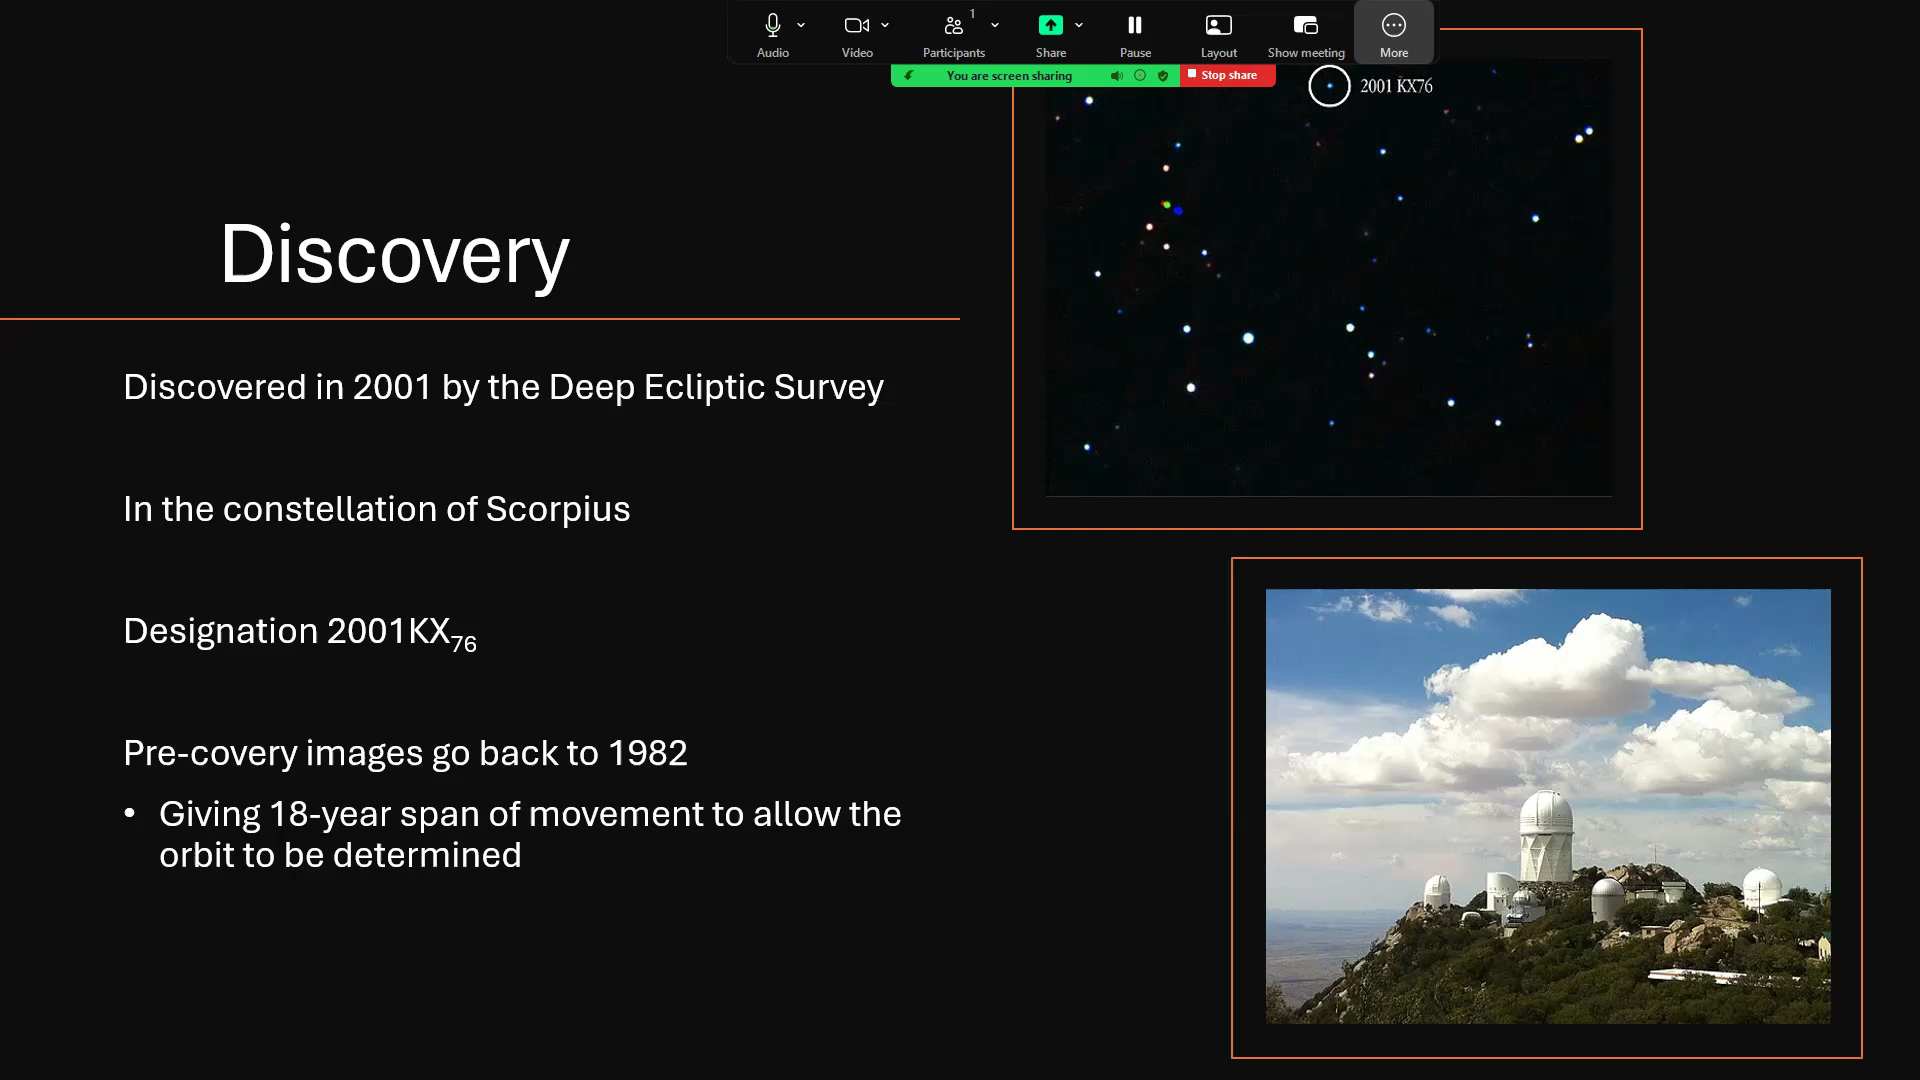 1
Audio
Video
Participants
Share
Pause
Layout
Show meeting
More
You are screen sharing
Stop share
2001 KX76
Discovery
Discovered in 2001 by the Deep Ecliptic Survey
In the constellation of Scorpius
Designation 2001KX76
Pre-covery images go back to 1982
• Giving 18-year span of movement to allow the
orbit to be determined